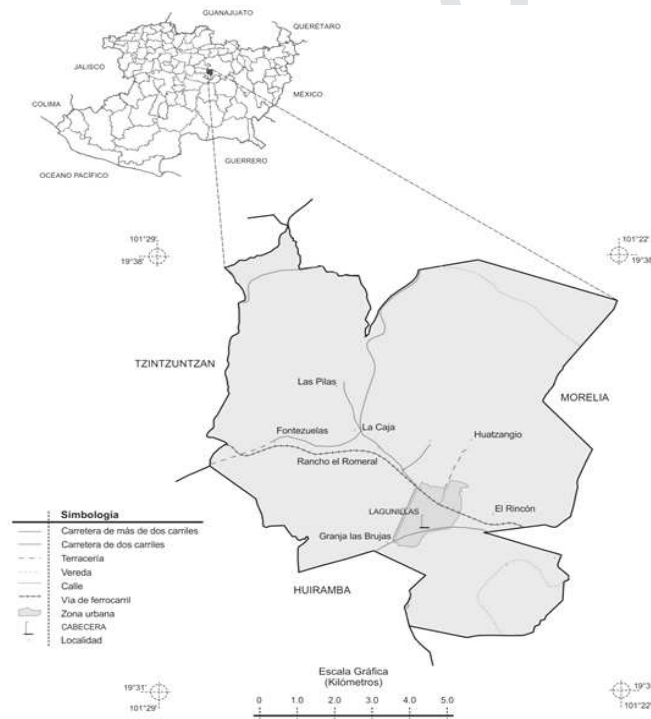 GUANAJUATO
QUERÉTARO
JALISCO
MÉXICO
COLIMA
GUERRERO
OCÉANO PACÍFICO
101°29'
19°38'
101°22'
TZINTZUNTZAN
Las Pilas
MORELIA
Fontezuelas
La Caja
Huatzangio
Rancho el Romeral
LAGUNILLAS
El Rincón
Granja las Brujas
HUIRAMBA
Simbología
Carretera de más de dos carriles
Carretera de dos carriles
Terracería
Vereda
Calle
Vía de ferrocarril
Zona urbana
CABECERA
Localidad
Escala Gráfica
(Kilómetros)
0 1.0 2.0 3.0 4.0 5.0
19°31'
101°29'
101°22'